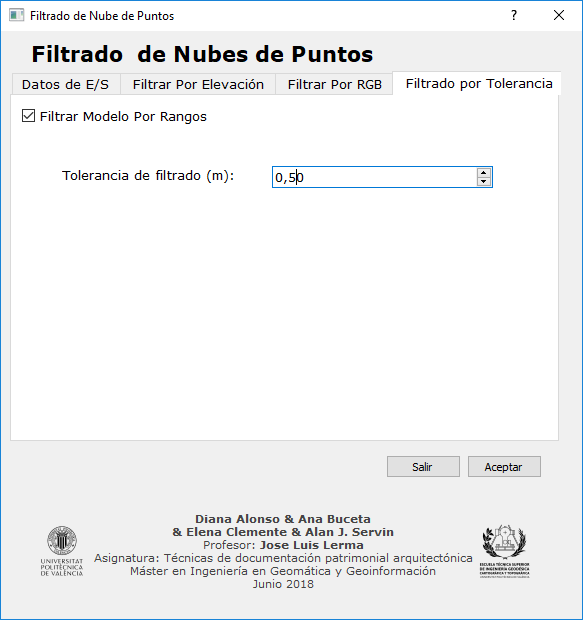 Filtrado de Nube de Puntos
?
Filtrado de Nubes de Puntos
Datos de E/S
Filtrar Por Elevación
Filtrar Por RGB
Filtrado por Tolerancia
Filtrar Modelo Por Rangos
Tolerancia de filtrado (m):
0,50
Salir
Aceptar
Diana Alonso & Ana Buceta
& Elena Clemente & Alan J. Servin
Profesor: Jose Luis Lerma
Asignatura: Técnicas de documentación patrimonial arquitectónica
Máster en Ingeniería en Geomática y Geoinformación
Junio 2018
UNIVERSITAT
POLITÈCNICA
DE VALÈNCIA
ESCUELA TÉCNICA SUPERIOR
DE INGENIERÍA GEODÉSICA
CARTOGRÁFICA Y TOPOGRÁFICA